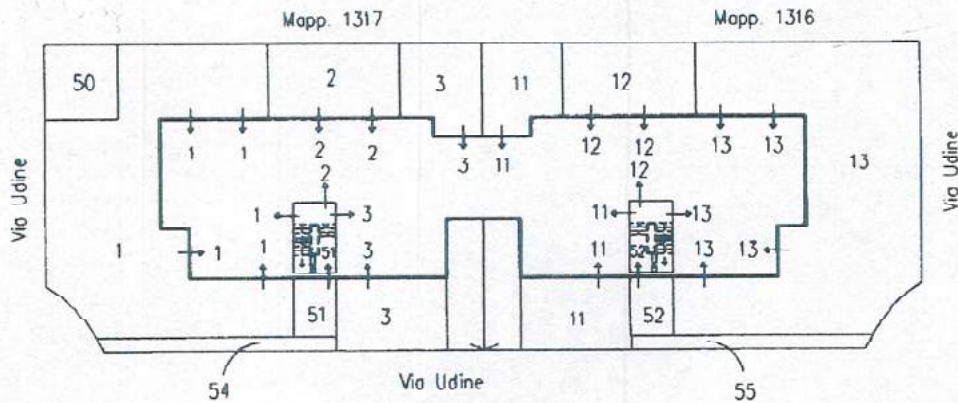 Mapp. 1317 Mapp. 1316
50 2 3 11 12
1 1 2 2 3 11 12 12 13 13 13
Via Udine Via Udine
2 12
1 3 11 13
1 1 1 51 3 11 52 13 13
51 3 11 52
54 Via Udine 55